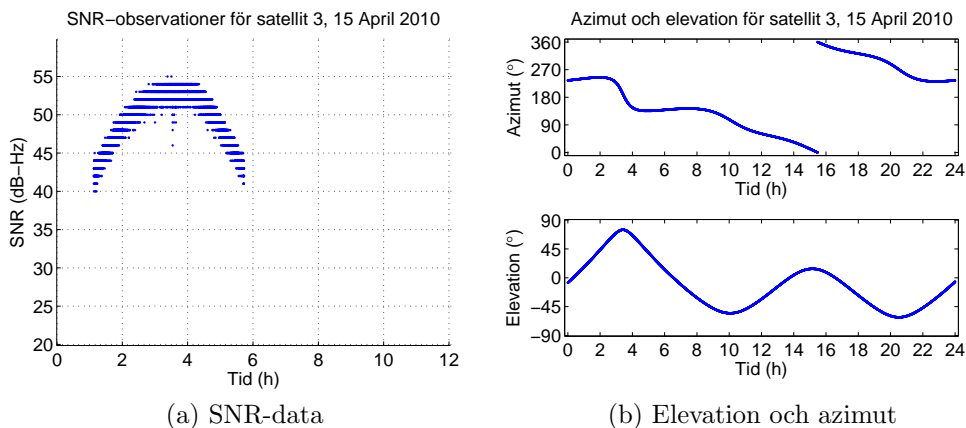 SNR−observationer för satellit 3, 15 April 2010
SNR (dB−Hz)
60
55
50
45
40
35
30
25
20
0 2 4 6 8 10 12
Tid (h)
(a) SNR-data
Azimut och elevation för satellit 3, 15 April 2010
Azimut (°)
360
270
180
90
0
0 2 4 6 8 10 12 14 16 18 20 22 24
Tid (h)
Elevation (°)
90
45
0
−45
−90
0 2 4 6 8 10 12 14 16 18 20 22 24
Tid (h)
(b) Elevation och azimut